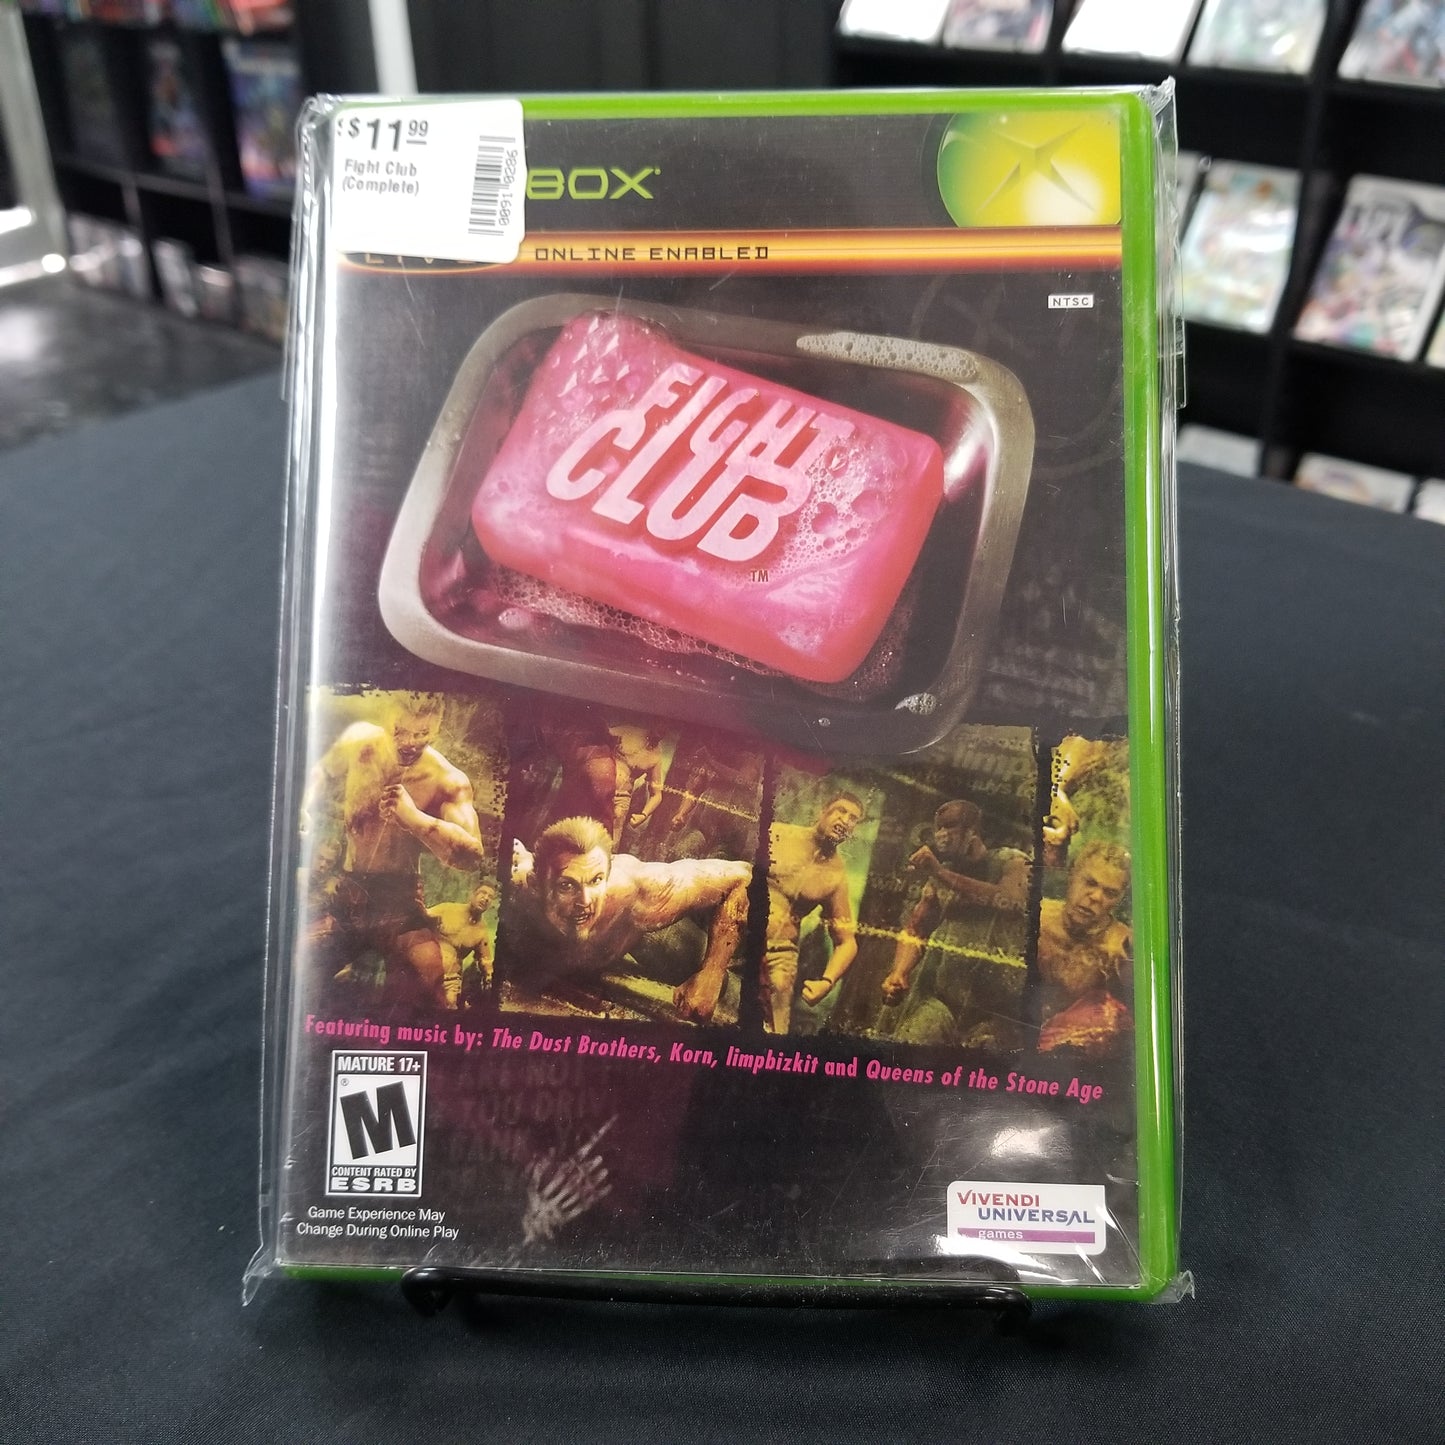 $11.99
Fight Club
(Complete)
0091 0286
BOX
ONLINE ENABLED
NTSC
FIGHT
CLUB
TM
Featuring music by: The Dust Brothers, Korn, limpbizkit and Queens of the Stone Age
MATURE 17+
M
®
CONTENT RATED BY
ESRB
Game Experience May
Change During Online Play
VIVENDI
UNIVERSAL
games